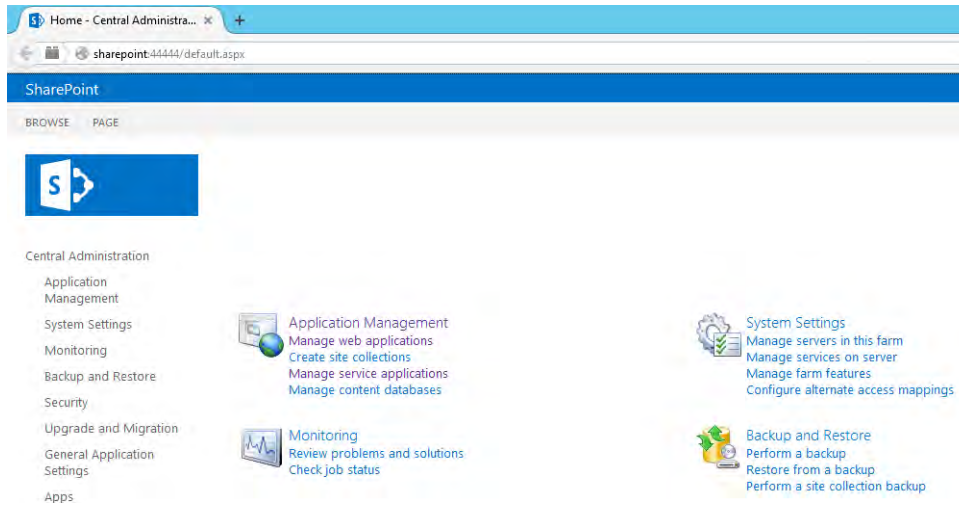 Home - Central Administra... ×
+
sharepoint:44444/default.aspx
SharePoint
BROWSE PAGE
S
Central Administration
Application
Management
System Settings
Monitoring
Backup and Restore
Security
Upgrade and Migration
General Application
Settings
Apps
Application Management
Manage web applications
Create site collections
Manage service applications
Manage content databases
System Settings
Manage servers in this farm
Manage services on server
Manage farm features
Configure alternate access mappings
Monitoring
Review problems and solutions
Check job status
Backup and Restore
Perform a backup
Restore from a backup
Perform a site collection backup